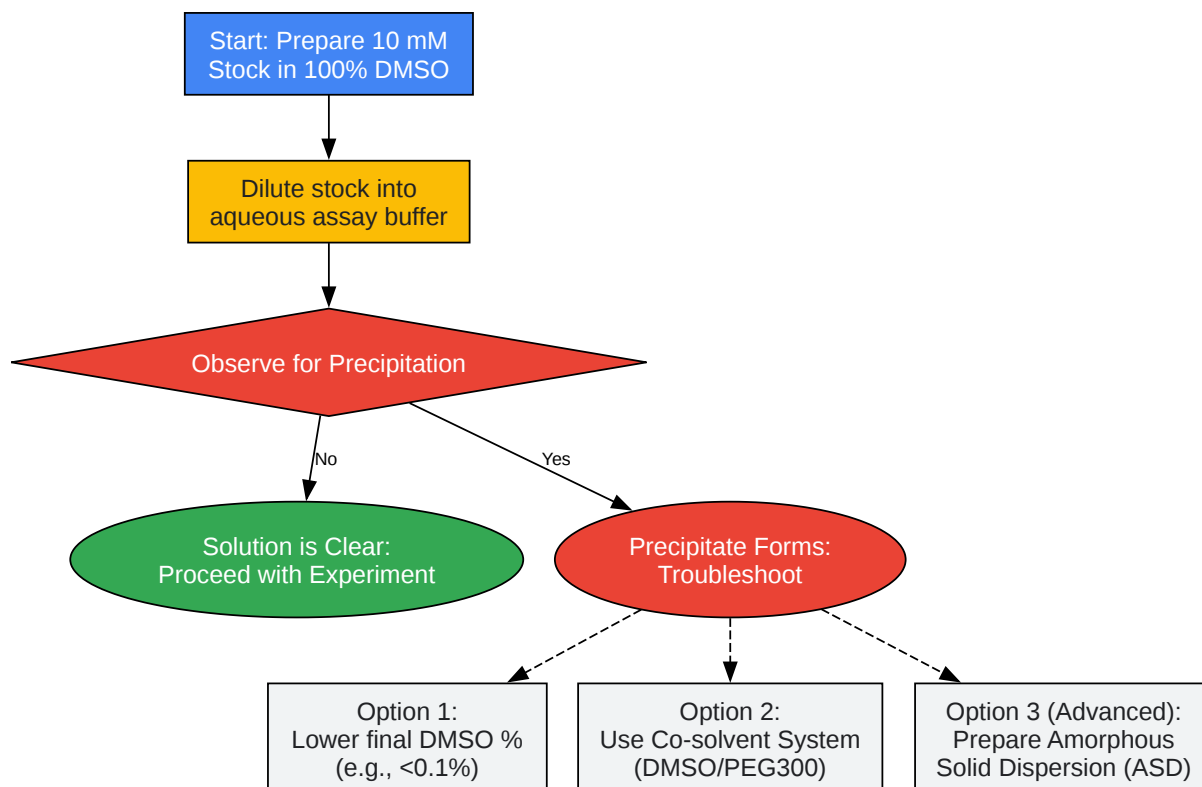 Start: Prepare 10 mM
Stock in 100% DMSO
Dilute stock into
aqueous assay buffer
Observe for Precipitation
No
Yes
Solution is Clear:
Proceed with Experiment
Precipitate Forms:
Troubleshoot
Option 1:
Lower final DMSO %
(e.g., <0.1%)
Option 2:
Use Co-solvent System
(DMSO/PEG300)
Option 3 (Advanced):
Prepare Amorphous
Solid Dispersion (ASD)